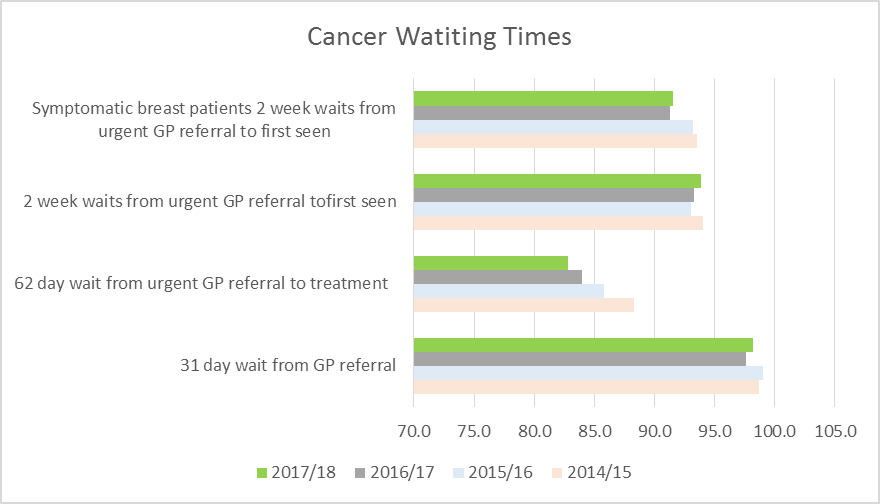 Cancer Watiting Times
Symptomatic breast patients 2 week waits from
urgent GP referral to first seen
2 week waits from urgent GP referral tofirst seen
62 day wait from urgent GP referral to treatment
31 day wait from GP referral
70.0 75.0 80.0 85.0 90.0 95.0 100.0 105.0
2017/18 2016/17 2015/16 2014/15